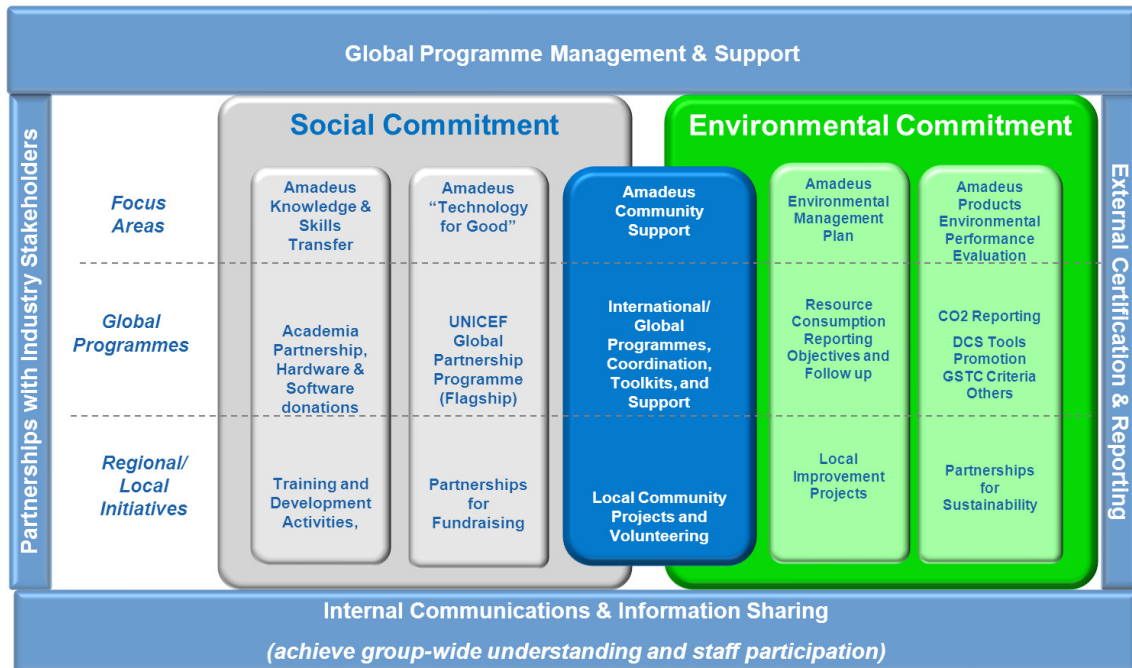 Global Programme Management & Support
Partnerships with Industry Stakeholders
Social Commitment
Environmental Commitment
External Certification & Reporting
Focus
Areas
Amadeus
Knowledge &
Skills
Transfer
Amadeus
“Technology
for Good”
Amadeus
Community
Support
Amadeus
Environmental
Management
Plan
Amadeus
Products
Environmental
Performance
Evaluation
Global
Programmes
Academia
Partnership,
Hardware &
Software
donations
UNICEF
Global
Partnership
Programme
(Flagship)
International/
Global
Programmes,
Coordination,
Toolkits, and
Support
Resource
Consumption
Reporting
Objectives and
Follow up
CO2 Reporting
DCS Tools
Promotion
GSTC Criteria
Others
Regional/
Local
Initiatives
Training and
Development
Activities,
Partnerships
for
Fundraising
Local Community
Projects and
Volunteering
Local
Improvement
Projects
Partnerships
for
Sustainability
Internal Communications & Information Sharing
(achieve group-wide understanding and staff participation)